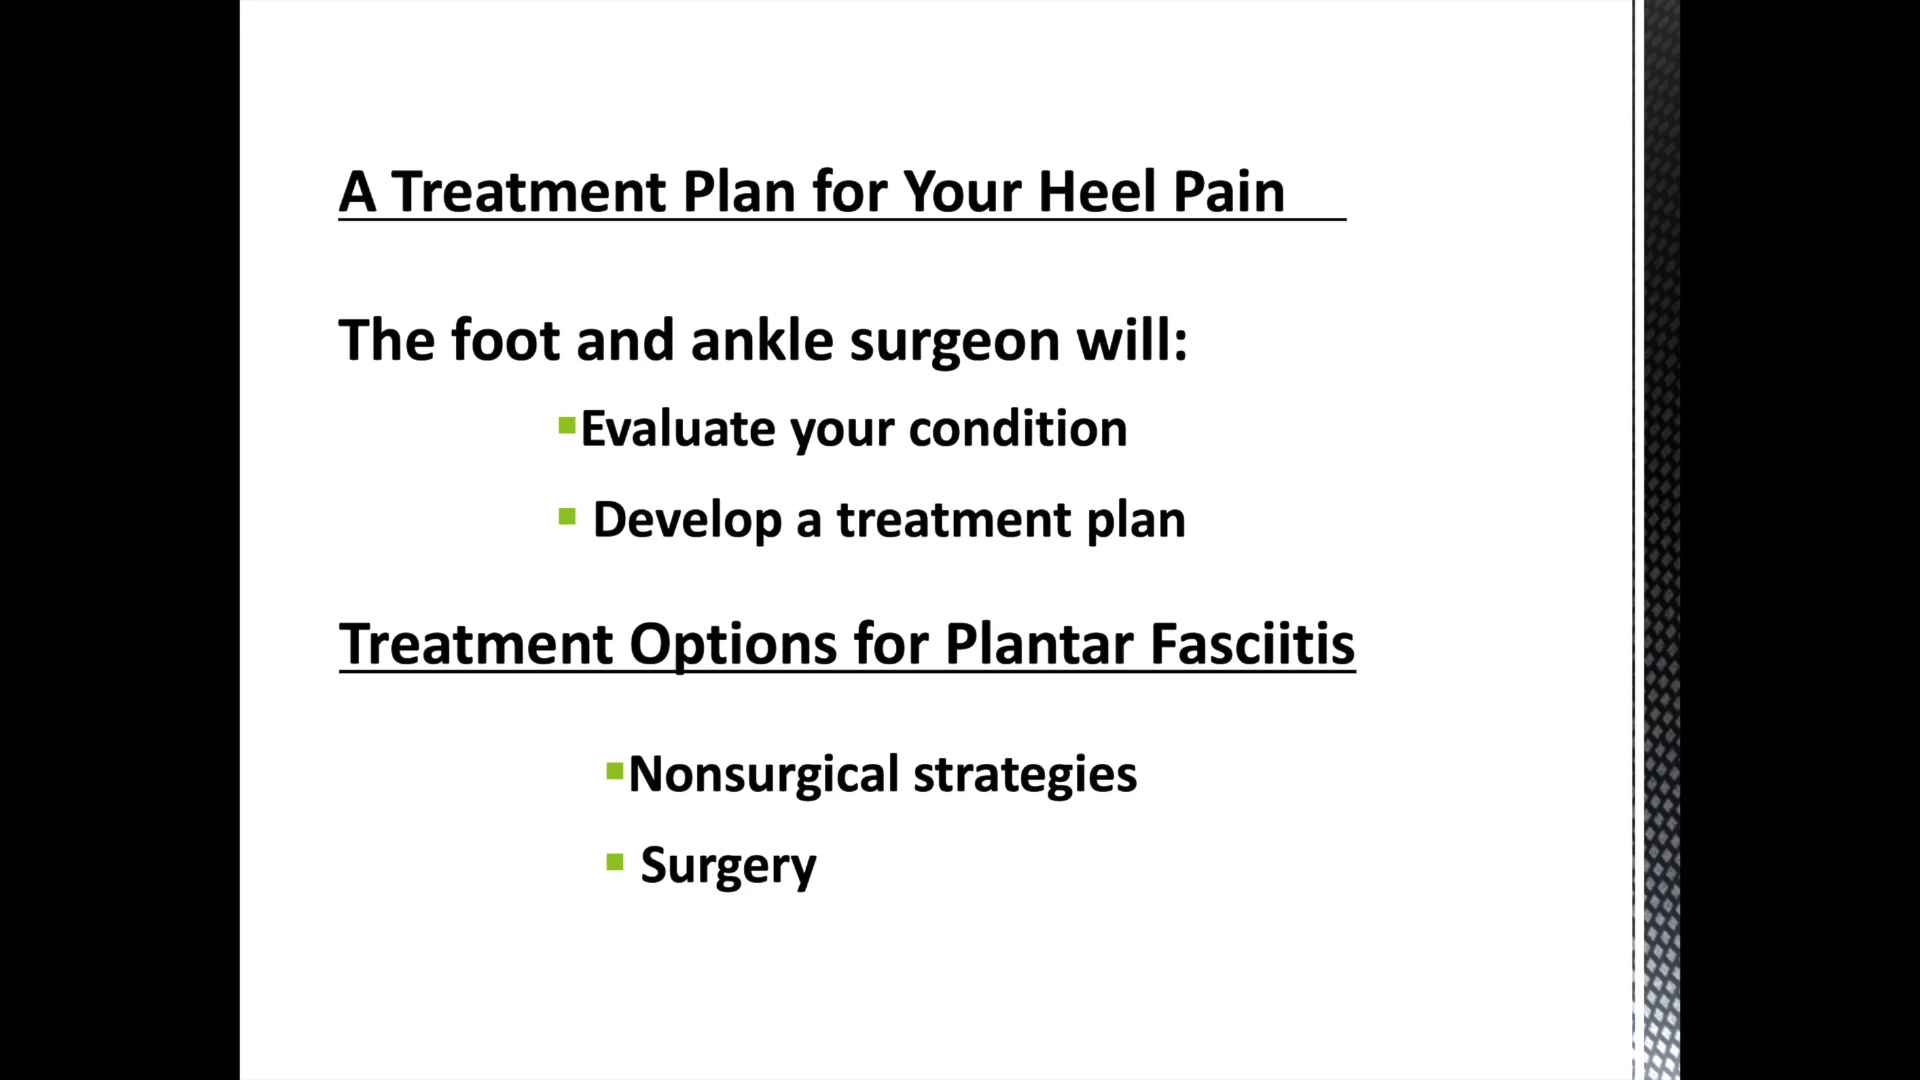 A Treatment Plan for Your Heel Pain
The foot and ankle surgeon will:
▪Evaluate your condition
▪ Develop a treatment plan
Treatment Options for Plantar Fasciitis
▪Nonsurgical strategies
▪ Surgery